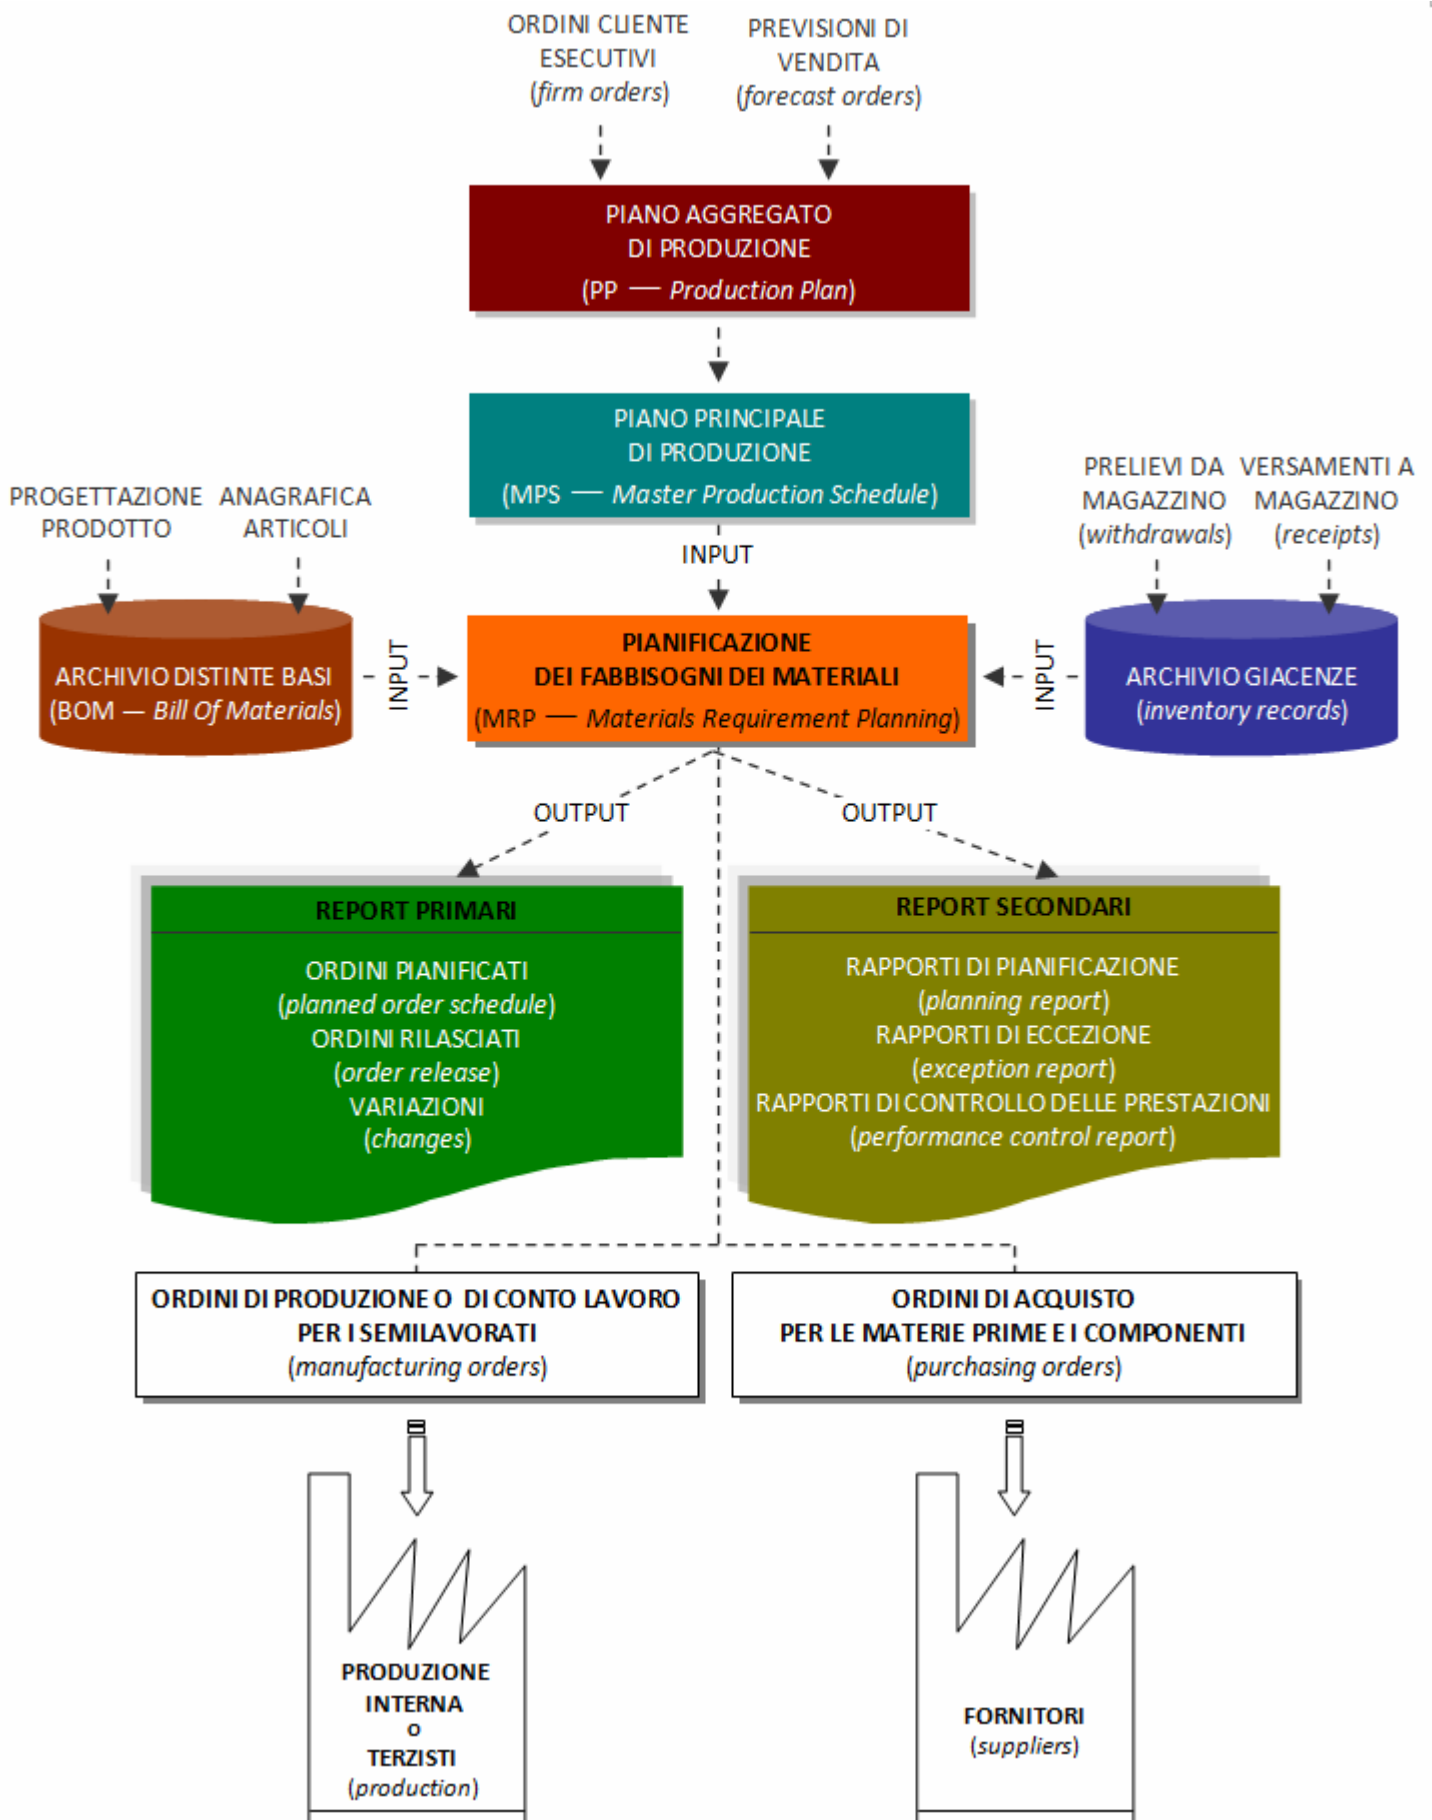 ORDINI CLIENTE
ESECUTIVI
(firm orders)
PREVISIONI DI
VENDITA
(forecast orders)
PIANO AGGREGATO
DI PRODUZIONE
(PP — Production Plan)
PIANO PRINCIPALE
DI PRODUZIONE
(MPS — Master Production Schedule)
PROGETTAZIONE
PRODOTTO
ANAGRAFICA
ARTICOLI
PRELIEVI DA
MAGAZZINO
(withdrawals)
VERSAMENTI A
MAGAZZINO
(receipts)
INPUT
ARCHIVIO DISTINTE BASI
(BOM — Bill Of Materials)
INPUT
PIANIFICAZIONE
DEI FABBISOGNI DEI MATERIALI
(MRP — Materials Requirement Planning)
INPUT
ARCHIVIO GIACENZE
(inventory records)
OUTPUT
OUTPUT
REPORT PRIMARI
ORDINI PIANIFICATI
(planned order schedule)
ORDINI RILASCIATI
(order release)
VARIAZIONI
(changes)
REPORT SECONDARI
RAPPORTI DI PIANIFICAZIONE
(planning report)
RAPPORTI DI ECCEZIONE
(exception report)
RAPPORTI DI CONTROLLO DELLE PRESTAZIONI
(performance control report)
ORDINI DI PRODUZIONE O DI CONTO LAVORO
PER I SEMILAVORATI
(manufacturing orders)
ORDINI DI ACQUISTO
PER LE MATERIE PRIME E I COMPONENTI
(purchasing orders)
PRODUZIONE
INTERNA
o
TERZISTI
(production)
FORNITORI
(suppliers)